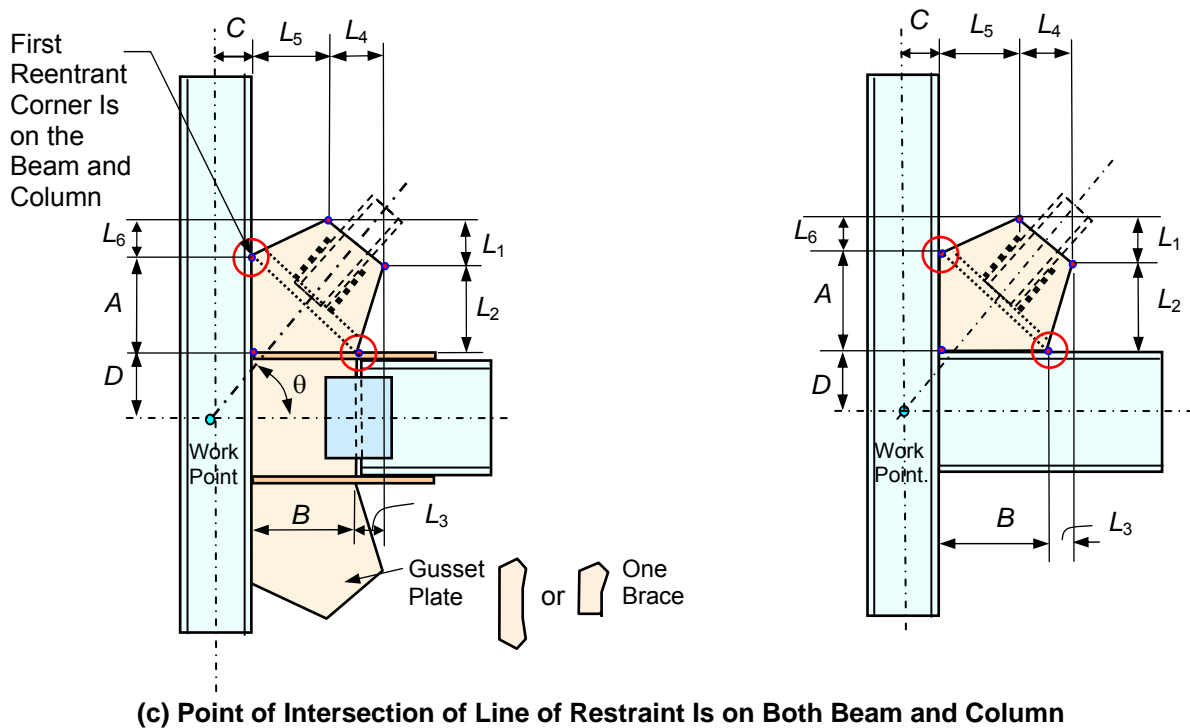 C
L5
L4
First
Reentrant
Corner Is
on the
Beam and
Column
L6
A
D
L1
L2
θ
Work
Point
B
L3
Gusset
Plate
or
One
Brace
C
L5
L4
L6
A
D
L1
L2
Work
Point.
B
L3
(c) Point of Intersection of Line of Restraint Is on Both Beam and Column